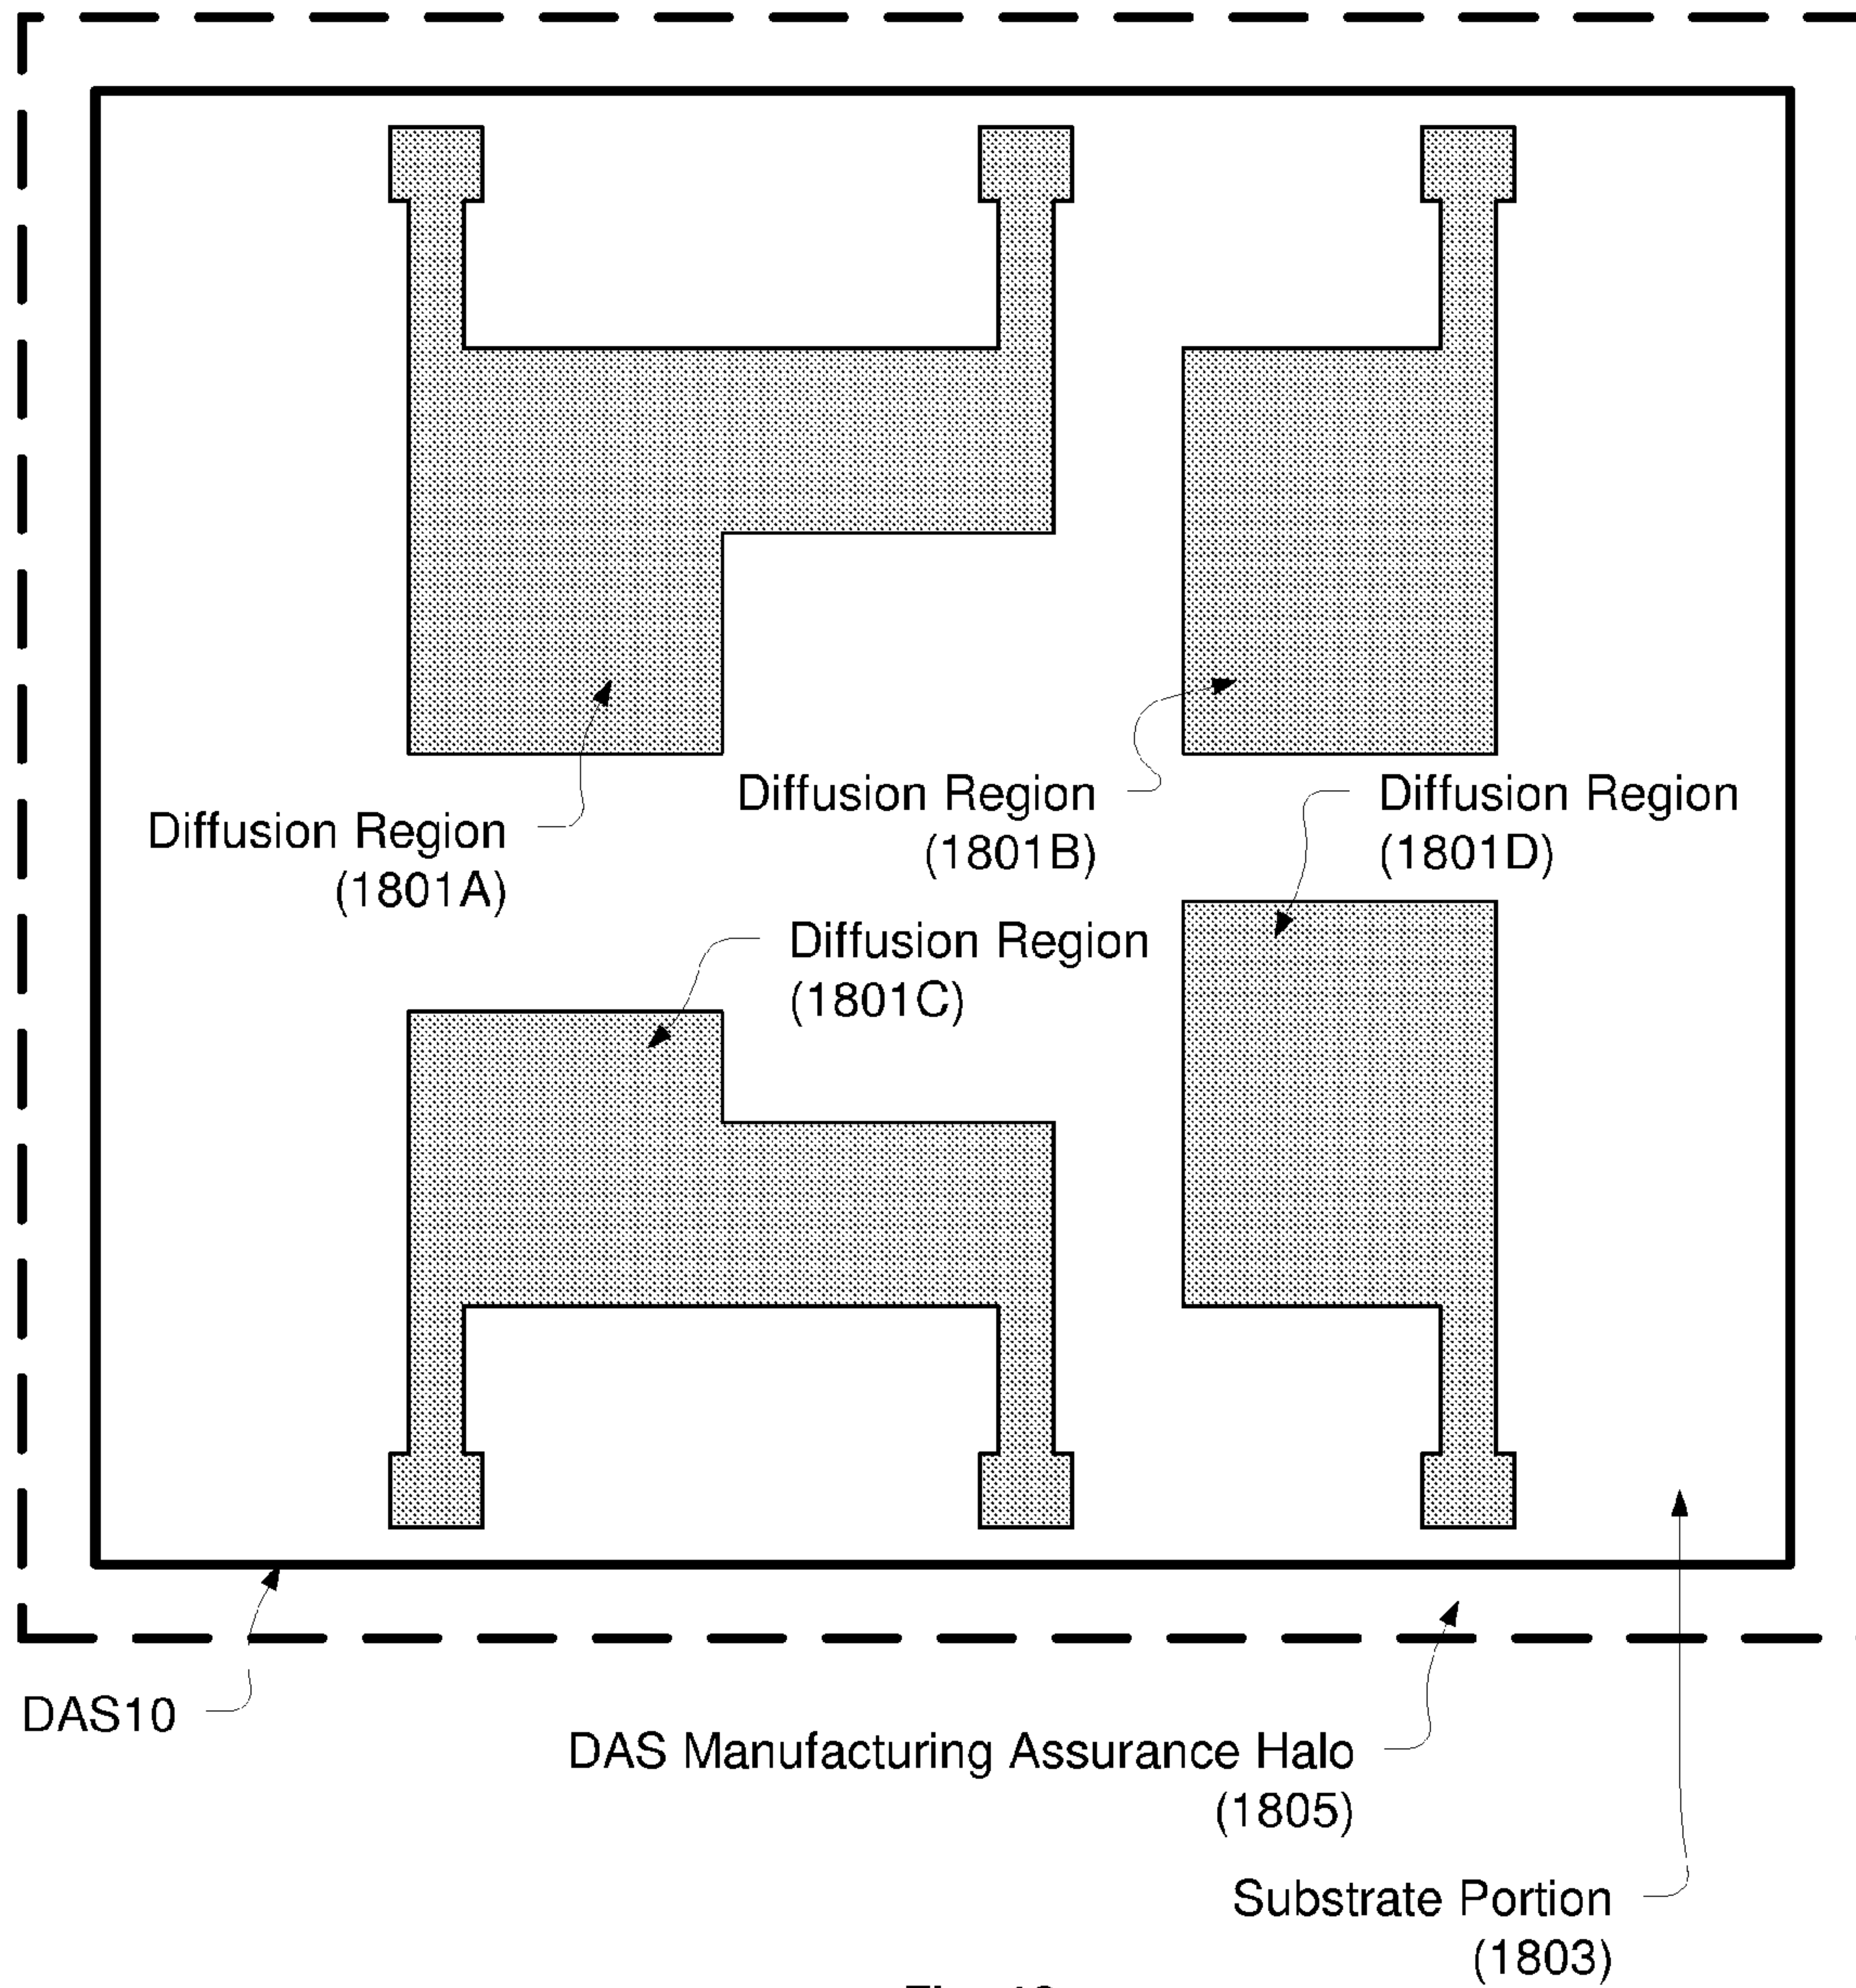 Diffusion Region
(1801A)
Diffusion Region
(1801B)
Diffusion Region
(1801D)
Diffusion Region
(1801C)
DAS10
DAS Manufacturing Assurance Halo
(1805)
Substrate Portion
(1803)